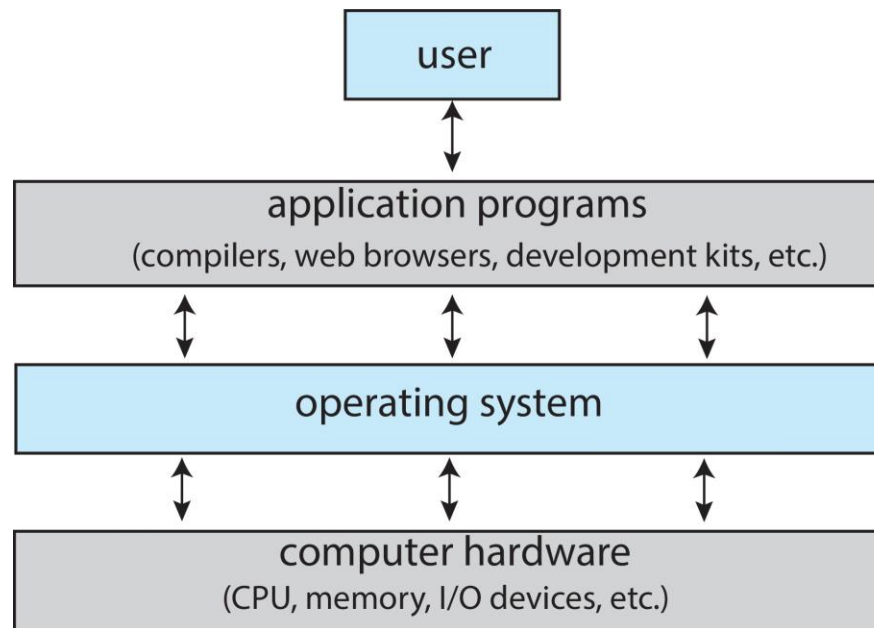 user
application programs
(compilers, web browsers, development kits, etc.)
operating system
computer hardware
(CPU, memory, I/O devices, etc.)